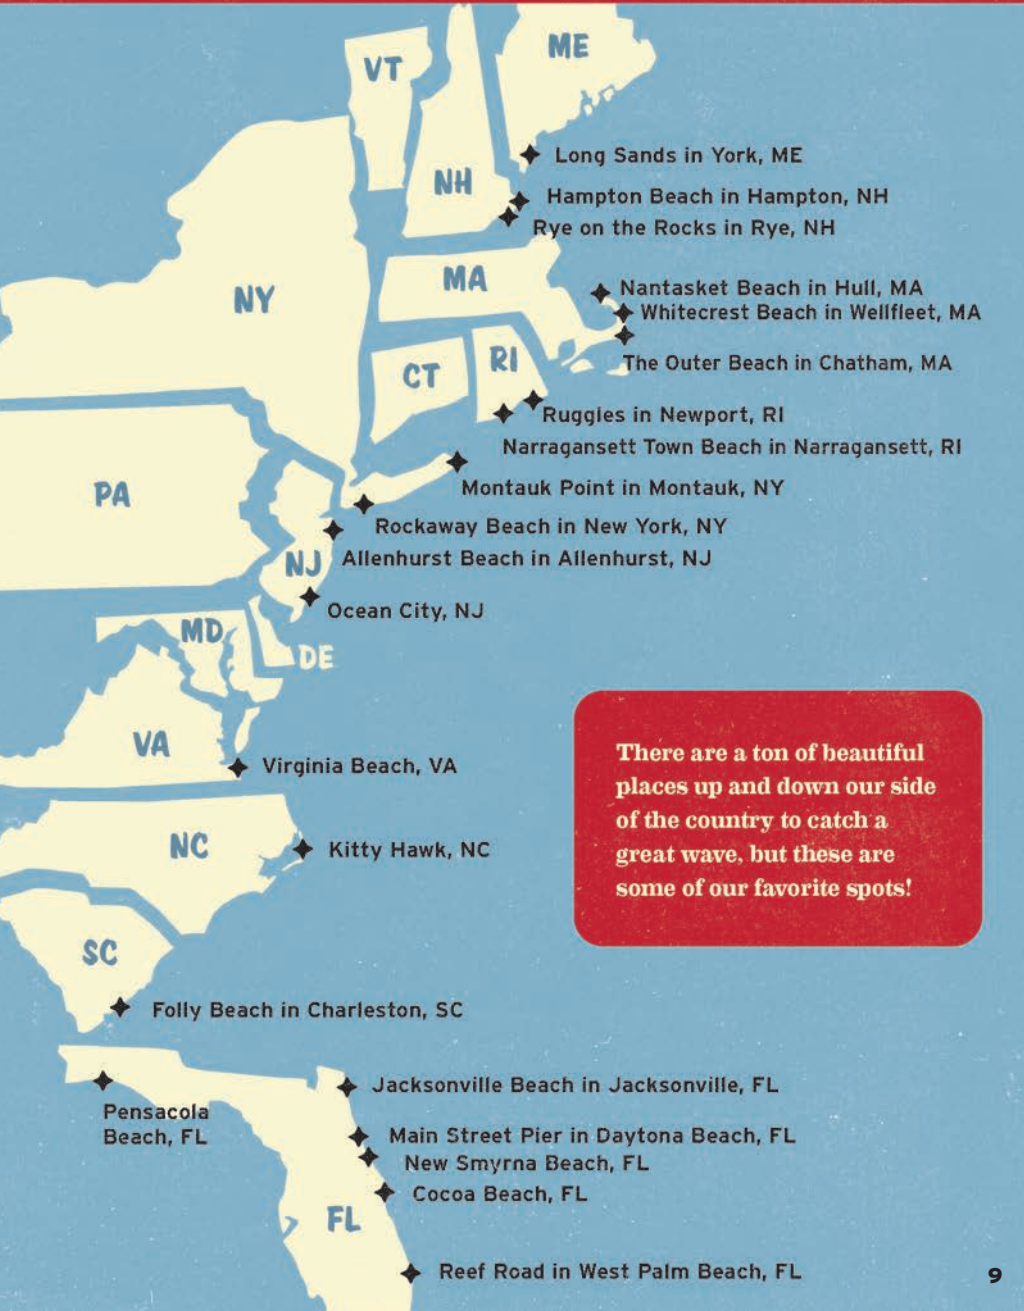 ME
VT
Long Sands in York, ME
NH
Hampton Beach in Hampton, NH
Rye on the Rocks in Rye, NH
MA
Nantasket Beach in Hull, MA
NY
Whitecrest Beach in Wellfleet, MA
The Outer Beach in Chatham, MA
RI
CT
Ruggles in Newport, RI
Narragansett Town Beach in Narragansett, RI
PA
Montauk Point in Montauk, NY
Rockaway Beach in New York, NY
Allenhurst Beach in Allenhurst, NJ
NJ
Ocean City, NJ
MD
DE
VA
Virginia Beach, VA
There are a ton of beautiful
places up and down our side
of the country to catch a
great wave, but these are
some of our favorite spots!
NC
Kitty Hawk, NC
SC
Folly Beach in Charleston, SC
Jacksonville Beach in Jacksonville, FL
Pensacola
Beach, FL
Main Street Pier in Daytona Beach, FL
New Smyrna Beach, FL
Cocoa Beach, FL
FL
Reef Road in West Palm Beach, FL
9